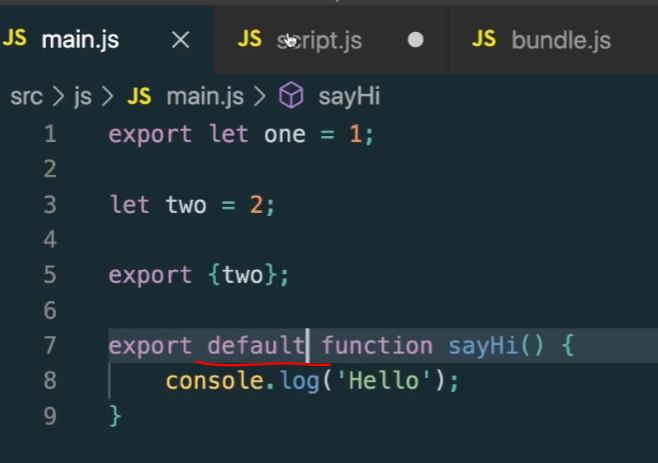 JS main.js × JS script.js ● JS bundle.js
src > js > JS main.js > sayHi
1 export let one = 1;
2
3 let two = 2;
4
5 export {two};
6
7 export default function sayHi() {
8 console.log('Hello');
9 }